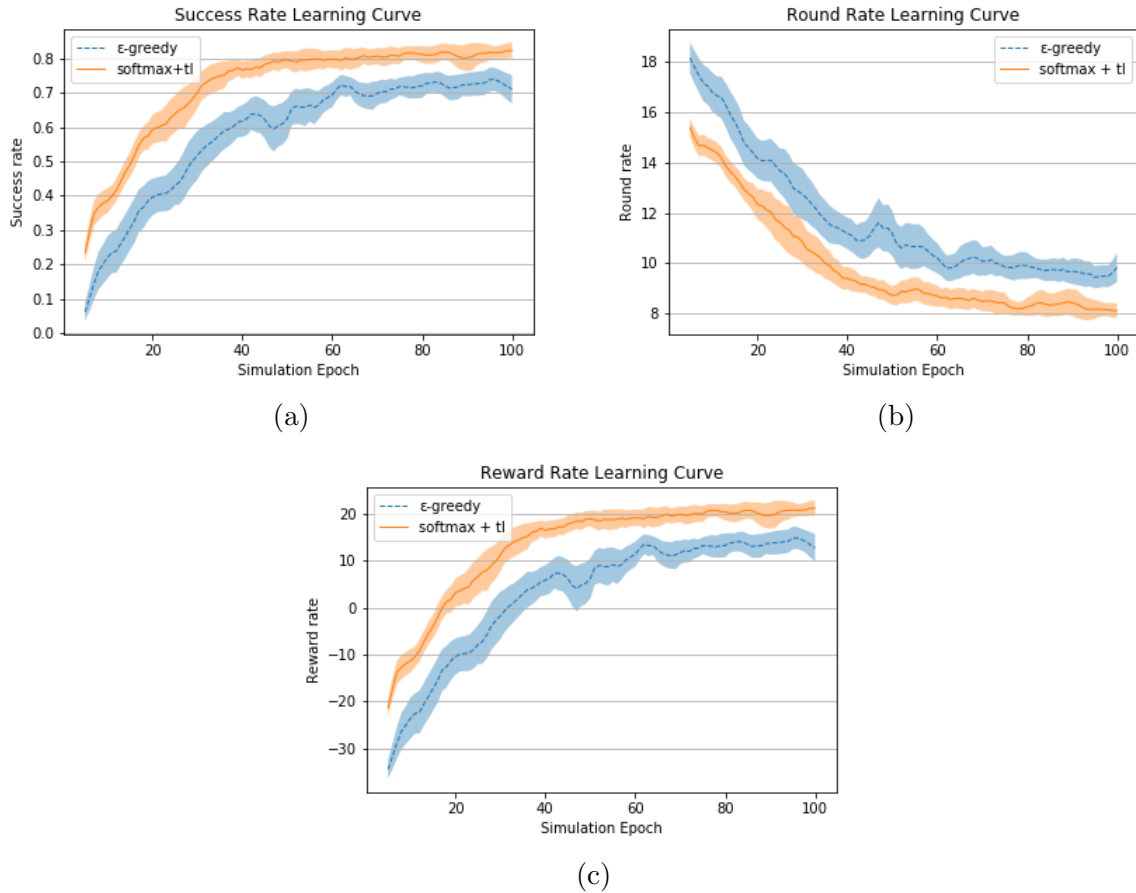 Success Rate Learning Curve
ε-greedy
softmax+tl
0.8
0.7
0.6
0.5
0.4
0.3
0.2
0.1
0.0
Success rate
20 40 60 80 100
Simulation Epoch
(a)
Round Rate Learning Curve
ε-greedy
softmax + tl
18
16
14
12
10
8
Round rate
20 40 60 80 100
Simulation Epoch
(b)
Reward Rate Learning Curve
ε-greedy
softmax + tl
20
10
0
−10
−20
−30
Reward rate
20 40 60 80 100
Simulation Epoch
(c)